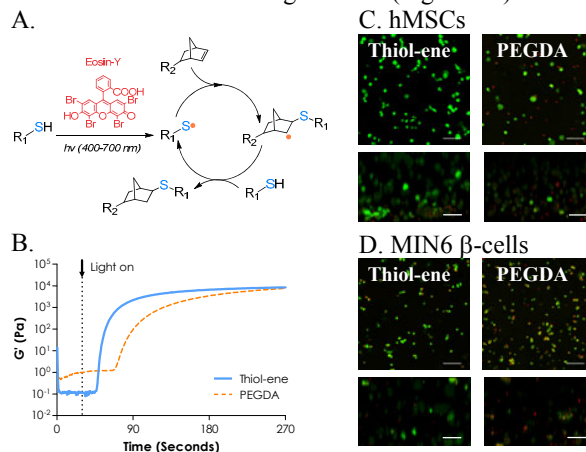 A.
C. hMSCs
Eosin-Y
COOH
Br
Br
HO
O
O
Br
Br
R2
R1
SH
hv (400-700 nm)
R1
S
R2
S
R1
R2
S
R1
R1
SH
Thiol-ene
PEGDA
B.
D. MIN6 β-cells
Light on
G' (Pa)
10^5
10^4
10^3
10^2
10^1
10^0
10^-1
10^-2
Thiol-ene
PEGDA
0
90
180
270
Time (Seconds)
Thiol-ene
PEGDA